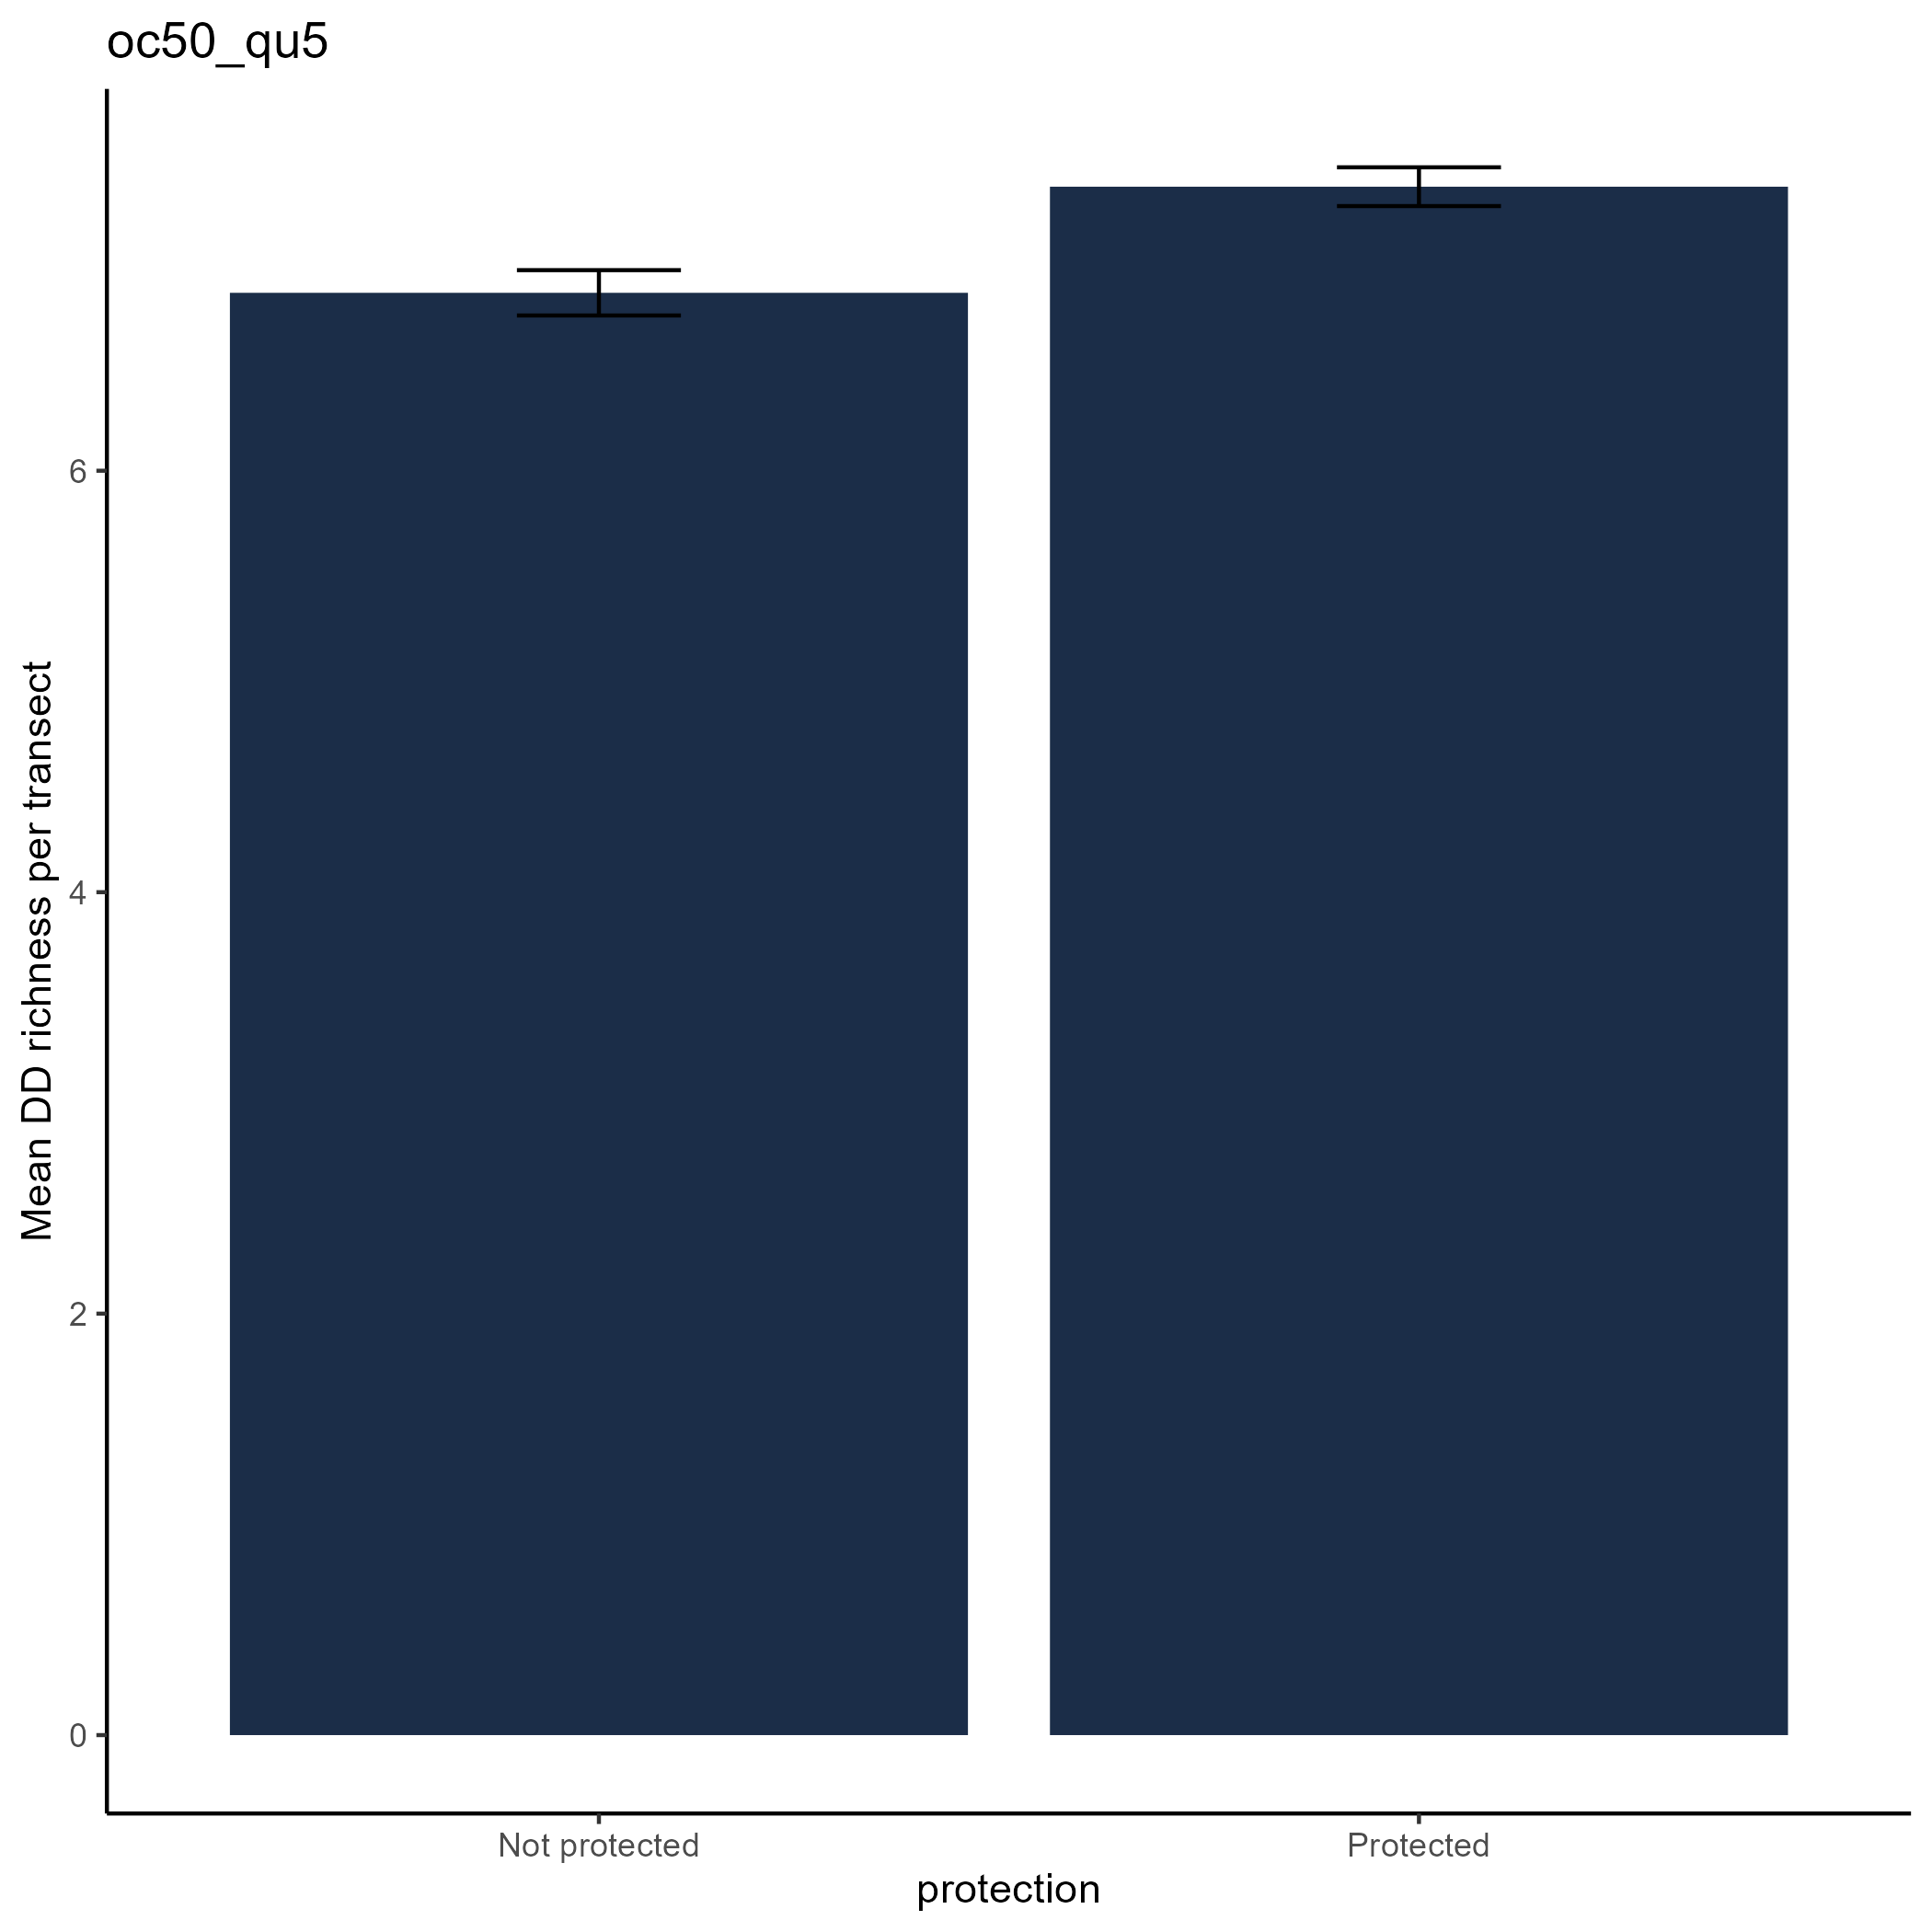 oc50_qu5
Mean DD richness per transect
6
4
2
0
Not protected
Protected
protection